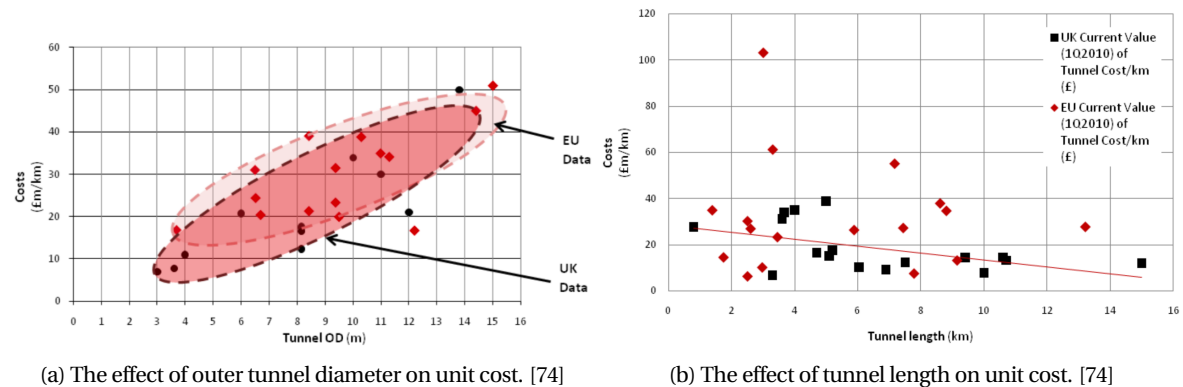 60
50
40
30
20
10
0
Costs
(£m/km)
0 1 2 3 4 5 6 7 8 9 10 11 12 13 14 15 16
Tunnel OD (m)
EU
Data
UK
Data
(a) The effect of outer tunnel diameter on unit cost. [74]
120
100
80
60
40
20
0
Costs
(£m/km)
0 2 4 6 8 10 12 14 16
Tunnel length (km)
UK Current Value
(1Q2010) of
Tunnel Cost/km
(£)
EU Current Value
(1Q2010) of
Tunnel Cost/km
(£)
(b) The effect of tunnel length on unit cost. [74]